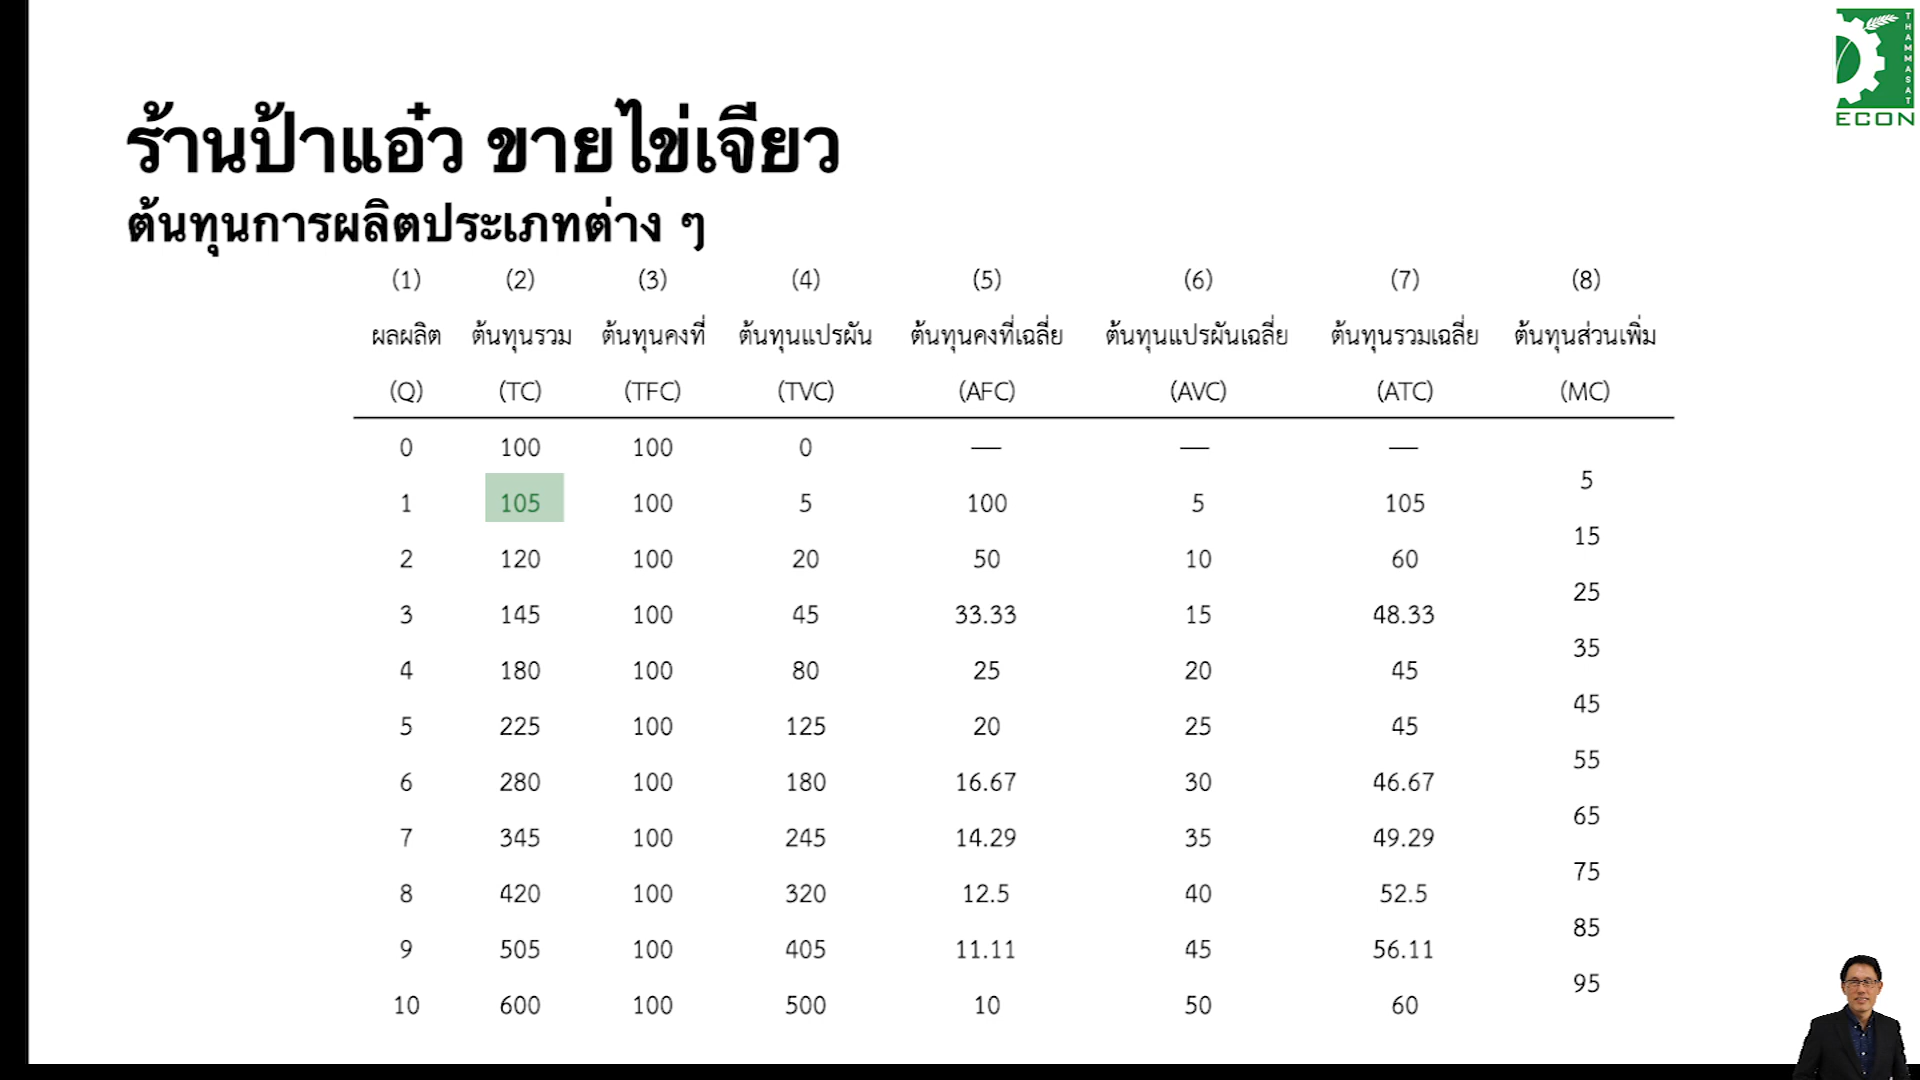 THAMMASAT
ECON
ร้านป้าแอ๋ว ขายไข่เจียว
ต้นทุนการผลิตประเภทต่าง ๆ
(1) (2) (3) (4) (5) (6) (7) (8)
ผลผลิต ต้นทุนรวม ต้นทุนคงที่ ต้นทุนแปรผัน ต้นทุนคงที่เฉลี่ย ต้นทุนแปรผันเฉลี่ย ต้นทุนรวมเฉลี่ย ต้นทุนส่วนเพิ่ม
(Q) (TC) (TFC) (TVC) (AFC) (AVC) (ATC) (MC)
0 100 100 0 — — —
5
1 105 100 5 100 5 105
15
2 120 100 20 50 10 60
25
3 145 100 45 33.33 15 48.33
35
4 180 100 80 25 20 45
45
5 225 100 125 20 25 45
55
6 280 100 180 16.67 30 46.67
65
7 345 100 245 14.29 35 49.29
75
8 420 100 320 12.5 40 52.5
85
9 505 100 405 11.11 45 56.11
95
10 600 100 500 10 50 60